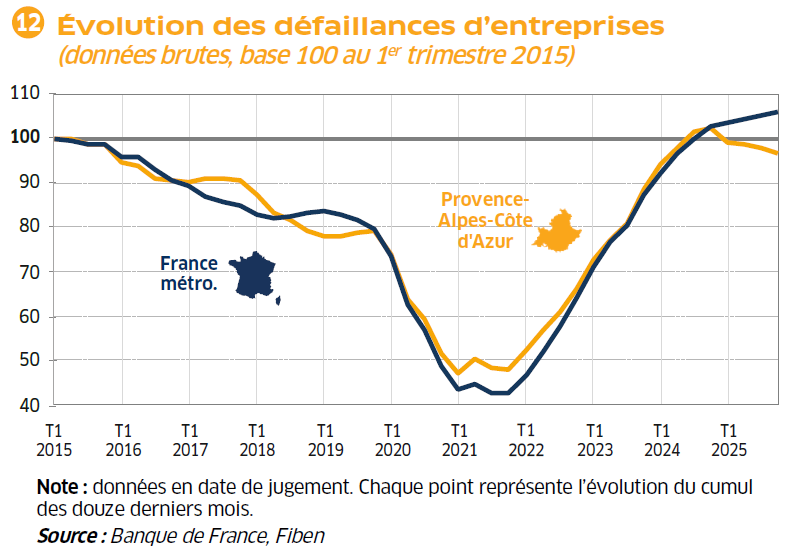 12 Évolution des défaillances d'entreprises
(données brutes, base 100 au 1er trimestre 2015)
110
100
90
80
70
60
50
40
Provence-
Alpes-Côte
d'Azur
France
métro.
T1 T1 T1 T1 T1 T1 T1 T1 T1 T1 T1
2015 2016 2017 2018 2019 2020 2021 2022 2023 2024 2025
Note : données en date de jugement. Chaque point représente l'évolution du cumul
des douze derniers mois.
Source : Banque de France, Fiben